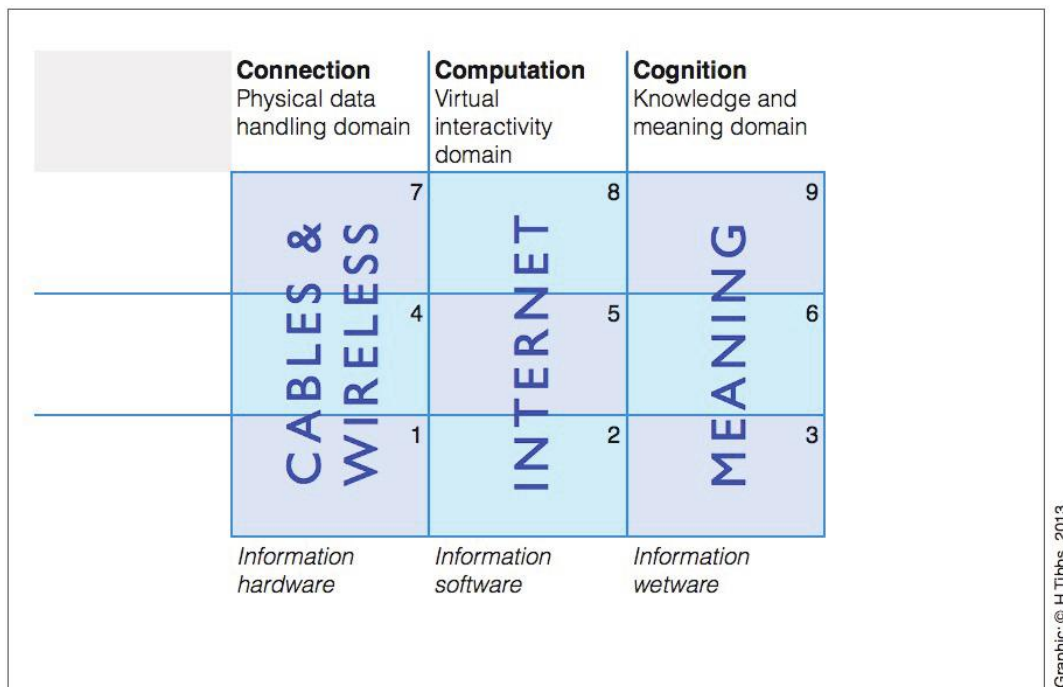 Connection
Physical data
handling domain
Computation
Virtual
interactivity
domain
Cognition
Knowledge and
meaning domain
7
8
9
4
5
6
1
2
3
CABLES &
WIRELESS
INTERNET
MEANING
Information
hardware
Information
software
Information
wetware
Graphic: © H Tibbs, 2013